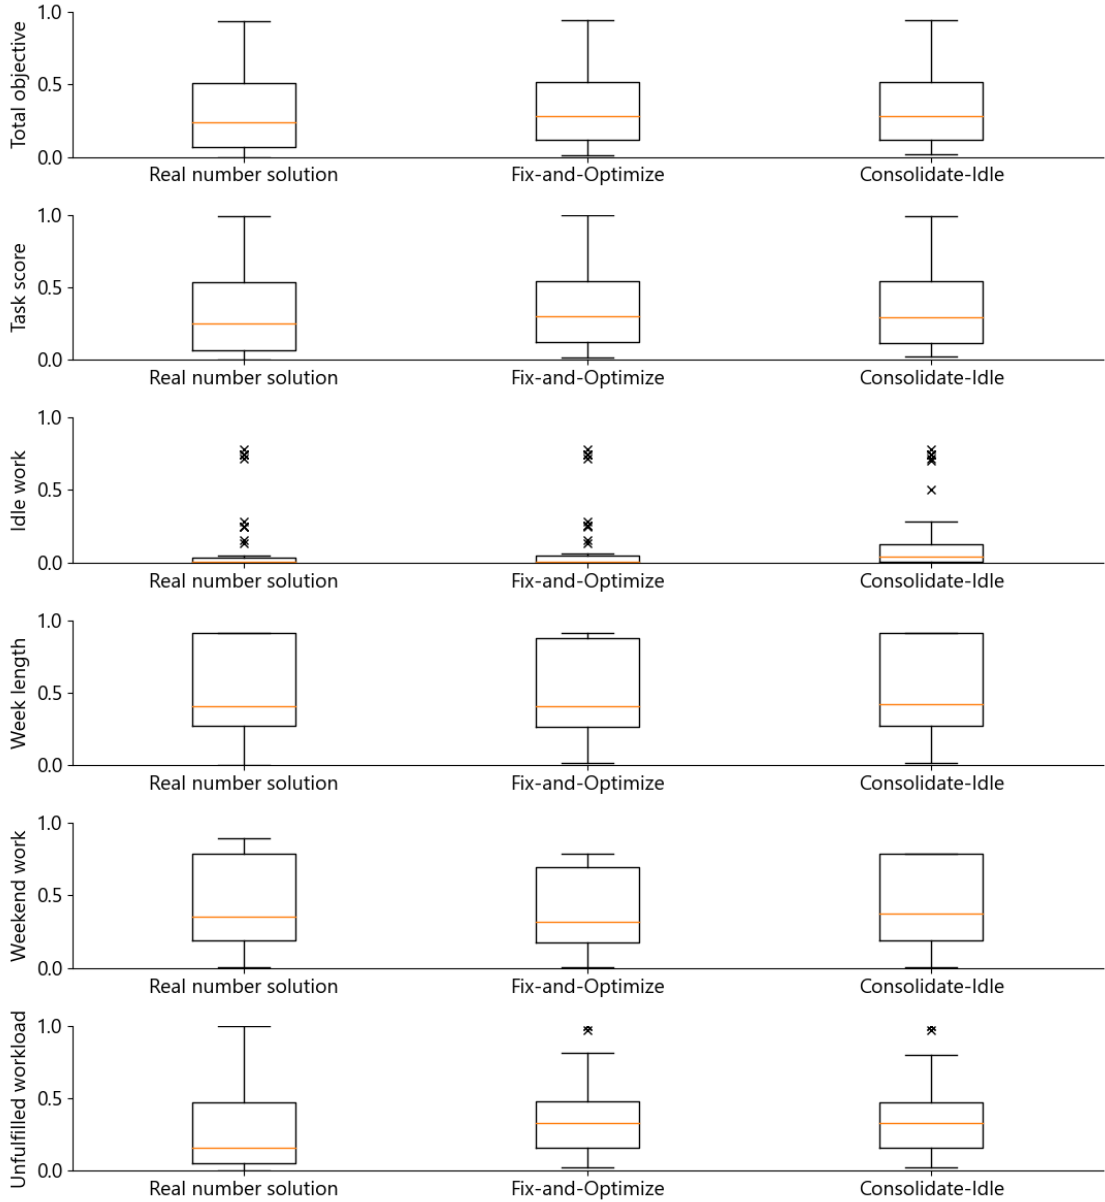 Total objective
1.0
0.5
0.0
Real number solution Fix-and-Optimize Consolidate-Idle
Task score
1.0
0.5
0.0
Real number solution Fix-and-Optimize Consolidate-Idle
Idle work
1.0
0.5
0.0
Real number solution Fix-and-Optimize Consolidate-Idle
Week length
1.0
0.5
0.0
Real number solution Fix-and-Optimize Consolidate-Idle
Weekend work
1.0
0.5
0.0
Real number solution Fix-and-Optimize Consolidate-Idle
Unfulfilled workload
1.0
0.5
0.0
Real number solution Fix-and-Optimize Consolidate-Idle